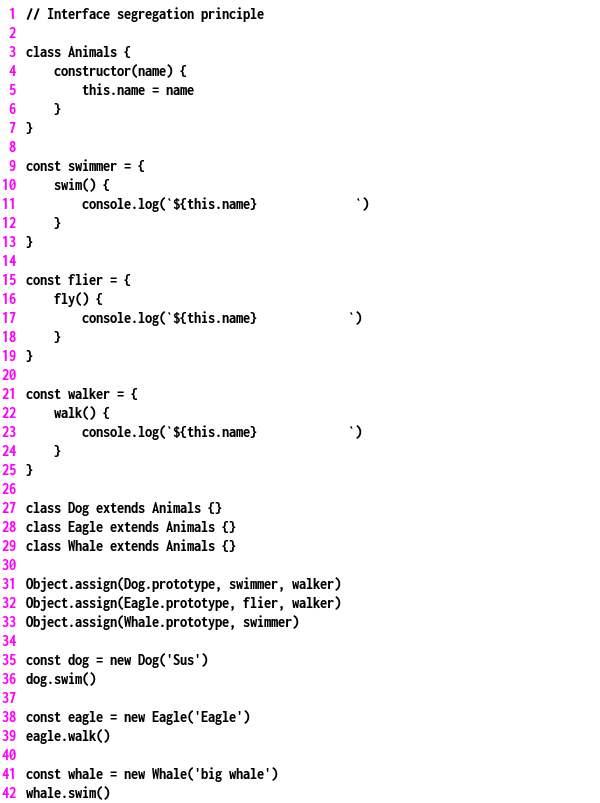 1 // Interface segregation principle
2
3 class Animals {
4     constructor(name) {
5         this.name = name
6     }
7 }
8
9 const swimmer = {
10     swim() {
11         console.log(`${this.name}              `)
12     }
13 }
14
15 const flier = {
16     fly() {
17         console.log(`${this.name}             `)
18     }
19 }
20
21 const walker = {
22     walk() {
23         console.log(`${this.name}             `)
24     }
25 }
26
27 class Dog extends Animals {}
28 class Eagle extends Animals {}
29 class Whale extends Animals {}
30
31 Object.assign(Dog.prototype, swimmer, walker)
32 Object.assign(Eagle.prototype, flier, walker)
33 Object.assign(Whale.prototype, swimmer)
34
35 const dog = new Dog('Sus')
36 dog.swim()
37
38 const eagle = new Eagle('Eagle')
39 eagle.walk()
40
41 const whale = new Whale('big whale')
42 whale.swim()